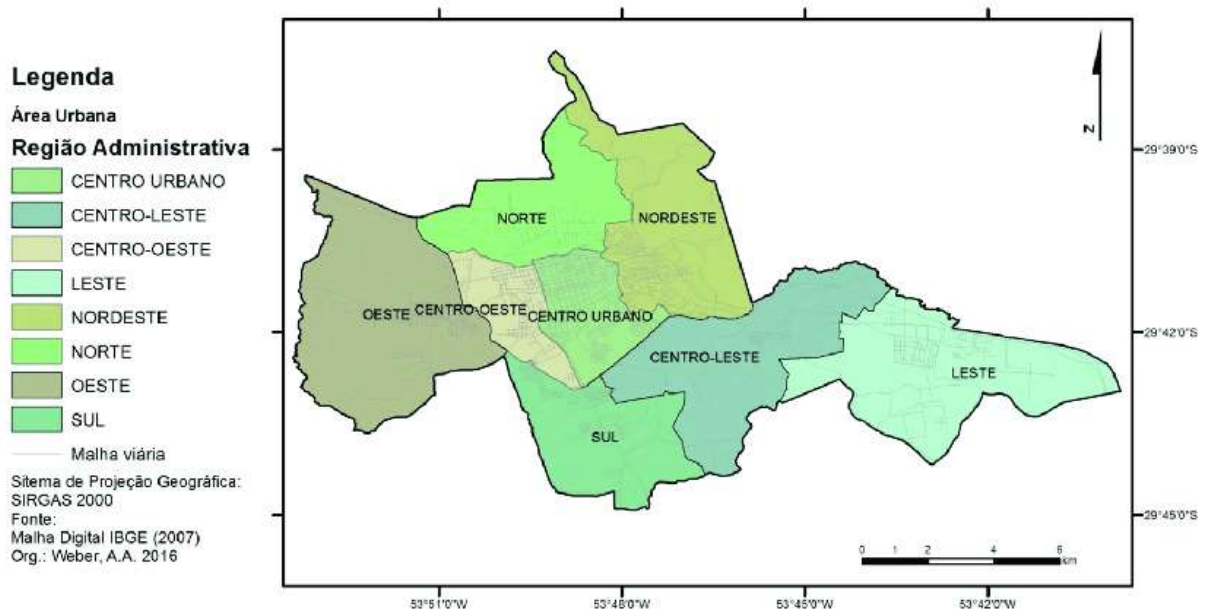 Legenda
Área Urbana
Região Administrativa
CENTRO URBANO
CENTRO-LESTE
CENTRO-OESTE
LESTE
NORDESTE
NORTE
OESTE
SUL
Malha viária
Sitema de Projeção Geográfica:
SIRGAS 2000
Fonte:
Malha Digital IBGE (2007)
Org.: Weber, A.A. 2016
N
29°39'0"S
NORTE
NORDESTE
OESTE
CENTRO-OESTE
CENTRO URBANO
29°42'0"S
CENTRO-LESTE
LESTE
SUL
29°45'0"S
0 1 2 4 6
km
53°51'0"W 53°48'0"W 53°45'0"W 53°42'0"W